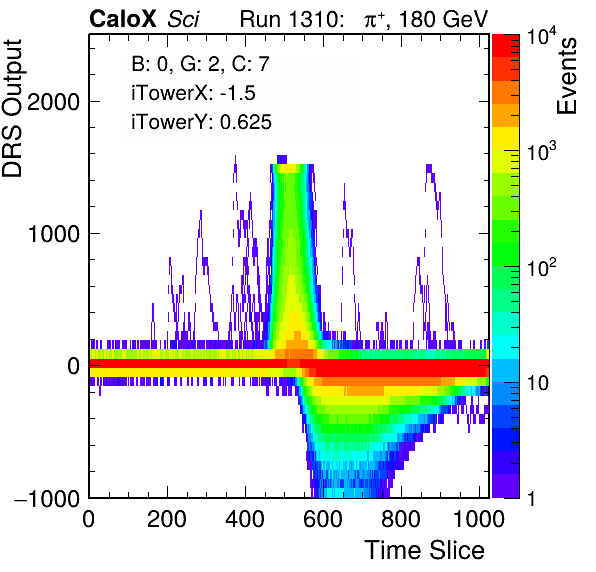 CaloX Sci Run 1310: π⁺, 180 GeV
B: 0, G: 2, C: 7
iTowerX: -1.5
iTowerY: 0.625
DRS Output
2000
1000
0
−1000
0 200 400 600 800 1000
Time Slice
Events
10⁴
10³
10²
10
1